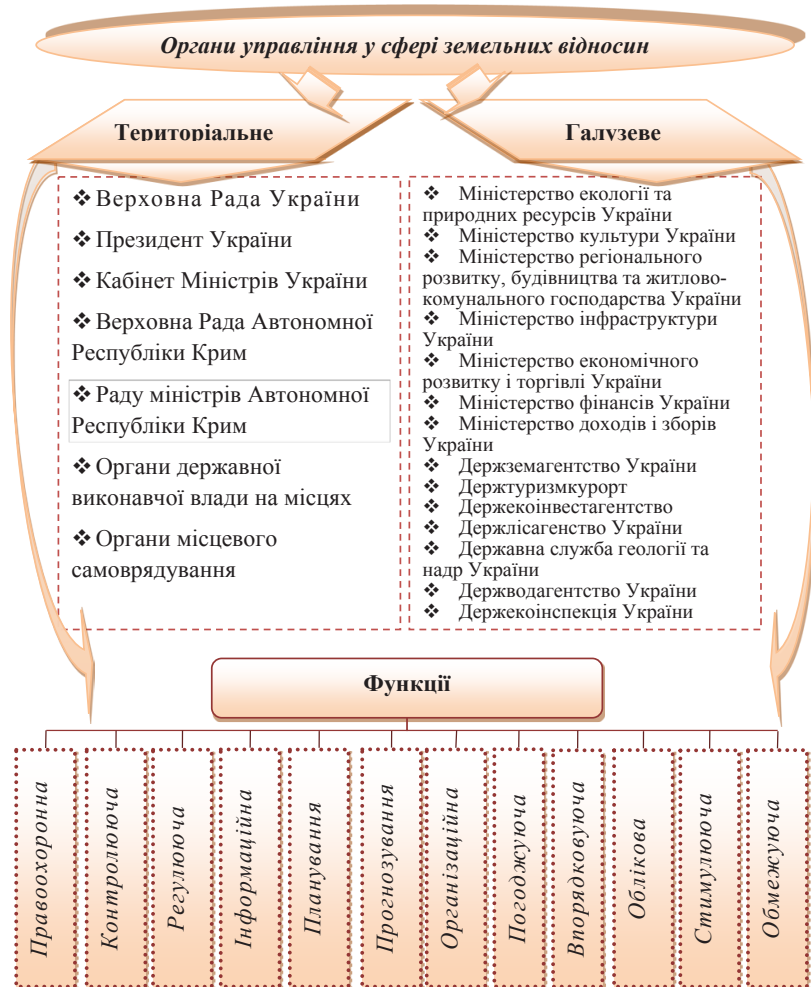 Органи управління у сфері земельних відносин
Територіальне
Галузеве
❖ Верховна Рада України
❖ Президент України
❖ Кабінет Міністрів України
❖ Верховна Рада Автономної
Республіки Крим
❖ Раду міністрів Автономної
Республіки Крим
❖ Органи державної
виконавчої влади на місцях
❖ Органи місцевого
самоврядування
❖ Міністерство екології та
природних ресурсів України
❖ Міністерство культури України
❖ Міністерство регіонального
розвитку, будівництва та житлово-
комунального господарства України
❖ Міністерство інфраструктури
України
❖ Міністерство економічного
розвитку і торгівлі України
❖ Міністерство фінансів України
❖ Міністерство доходів і зборів
України
❖ Держземагентство України
❖ Держтуризмкурорт
❖ Держекоінвестагентство
❖ Держлісагенство України
❖ Державна служба геології та
надр України
❖ Держводагентство України
❖ Держекоінспекція України
Функції
Правоохоронна
Контролююча
Регулююча
Інформаційна
Планування
Прогнозування
Організаційна
Погоджуюча
Впорядковуюча
Облікова
Стимулююча
Обмежуюча